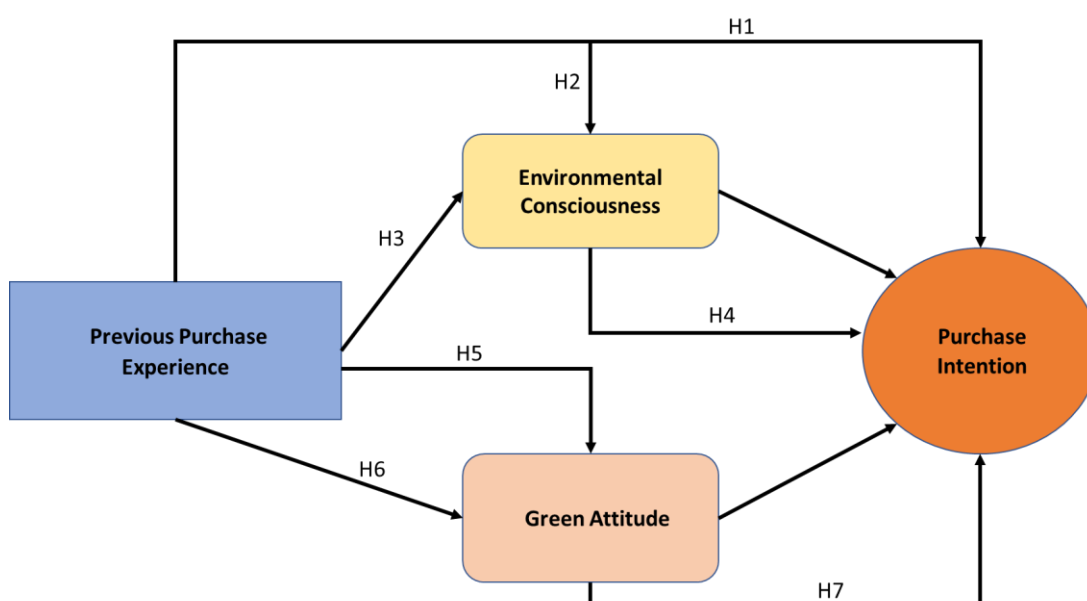 H1
H2
Environmental
Consciousness
H3
H4
Previous Purchase
Experience
Purchase
Intention
H5
H6
Green Attitude
H7